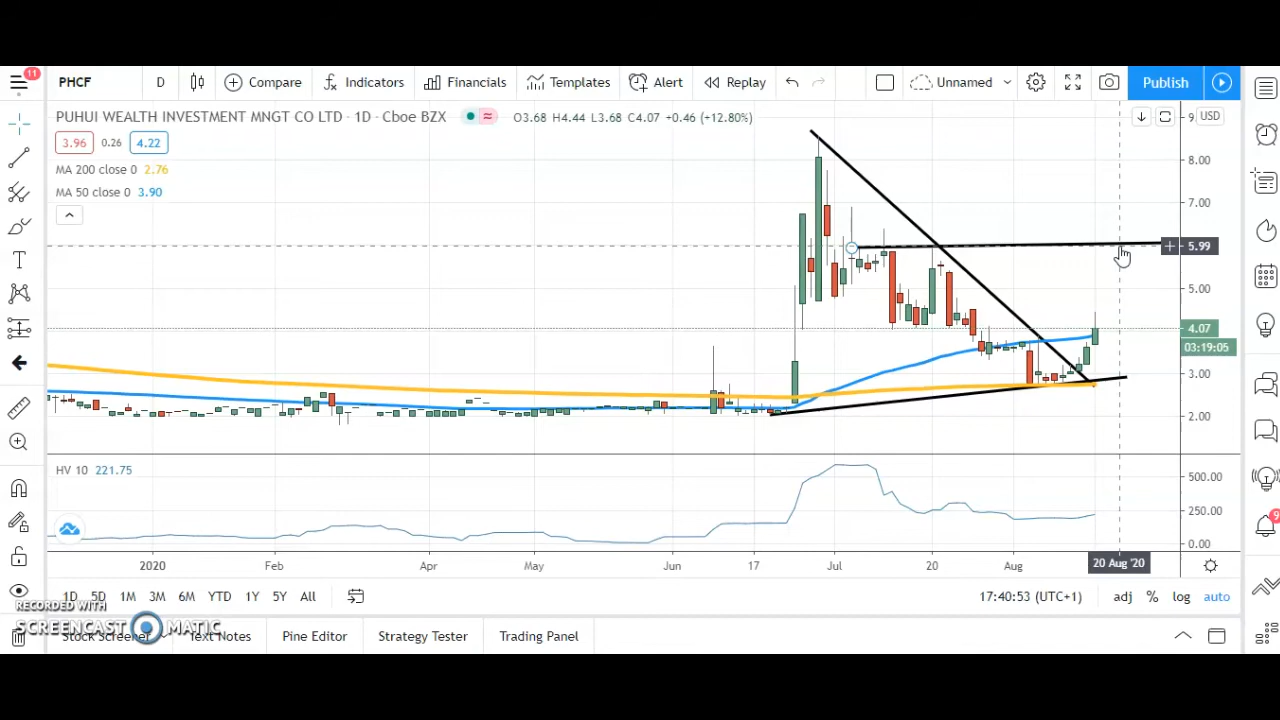 11
PHCF D Compare Indicators Financials Templates Alert Replay Unnamed Publish
PUHUI WEALTH INVESTMENT MNGT CO LTD · 1D · Cboe BZX O3.68 H4.44 L3.68 C4.07 +0.46 (+12.80%)
9 USD
3.96 0.26 4.22
MA 200 close 0 2.76
MA 50 close 0 3.90
8.00
7.00
5.99
5.00
4.07
03:19:05
3.00
2.00
HV 10 221.75
500.00
250.00
0.00
2020 Feb Apr May Jun 17 Jul 20 Aug 20 Aug '20
1D 5D 1M 3M 6M YTD 1Y 5Y All 17:40:53 (UTC+1) adj % log auto
RECORDED WITH
SCREENCAST MATIC
Stock Screener Text Notes Pine Editor Strategy Tester Trading Panel
9